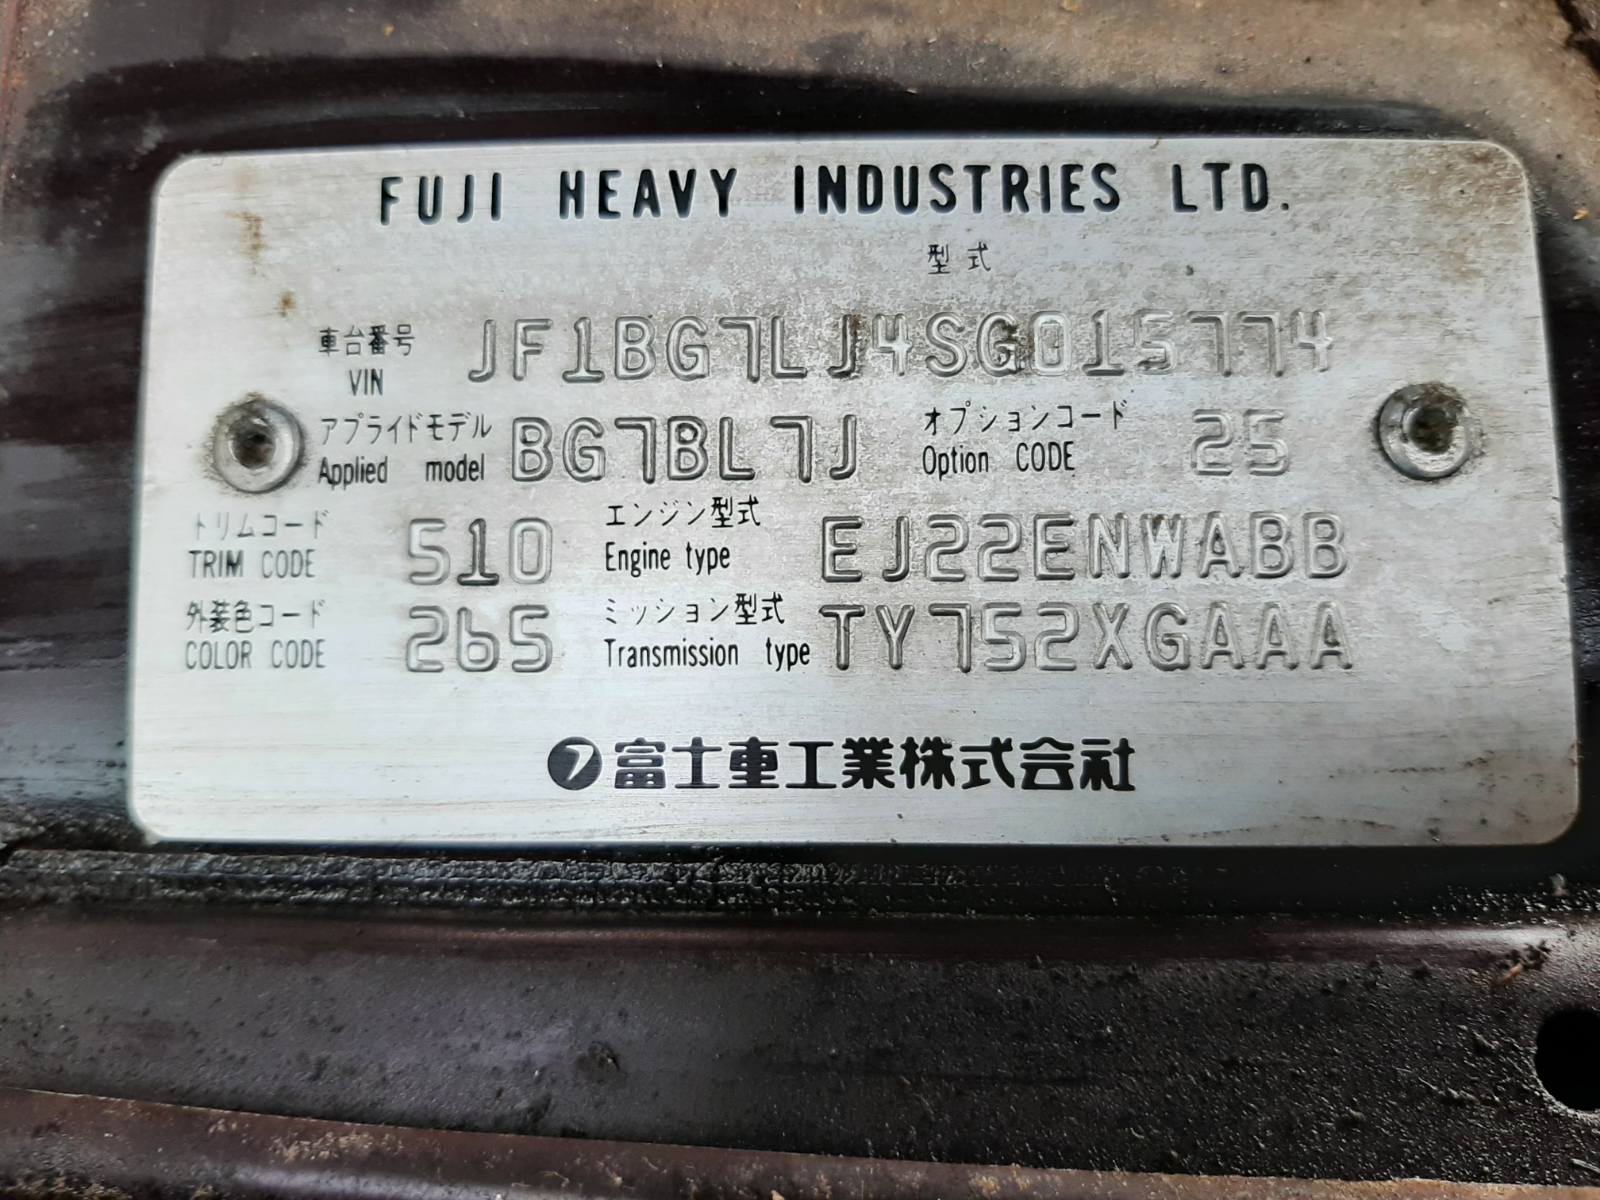 FUJI HEAVY INDUSTRIES LTD.
型式
車台番号
VIN JF1BG7LJ4SG015774
アプライドモデル
Applied model BG7BL7J
オプションコード
Option CODE 25
トリムコード
TRIM CODE 510
エンジン型式
Engine type EJ22ENWABB
外装色コード
COLOR CODE 265
ミッション型式
Transmission type TY752XGAAA
富士重工業株式会社